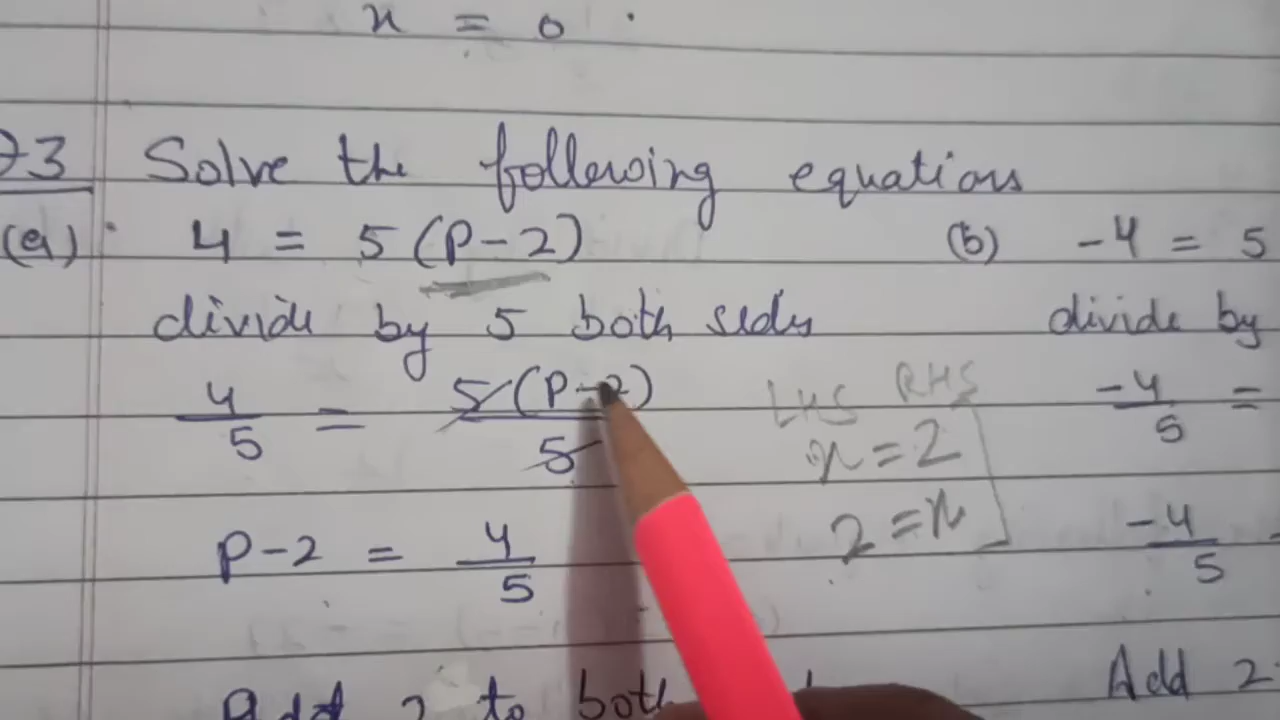 x = 0
Q3 Solve the following equations
(a) 4 = 5 (P-2)
divide by 5 both sides
4/5 = 5(P-2)/5
P-2 = 4/5
Add 2 to both
LHS RHS
x = 2
2 = x
(b) -4 = 5
divide by
-4/5 =
-4/5
Add 2